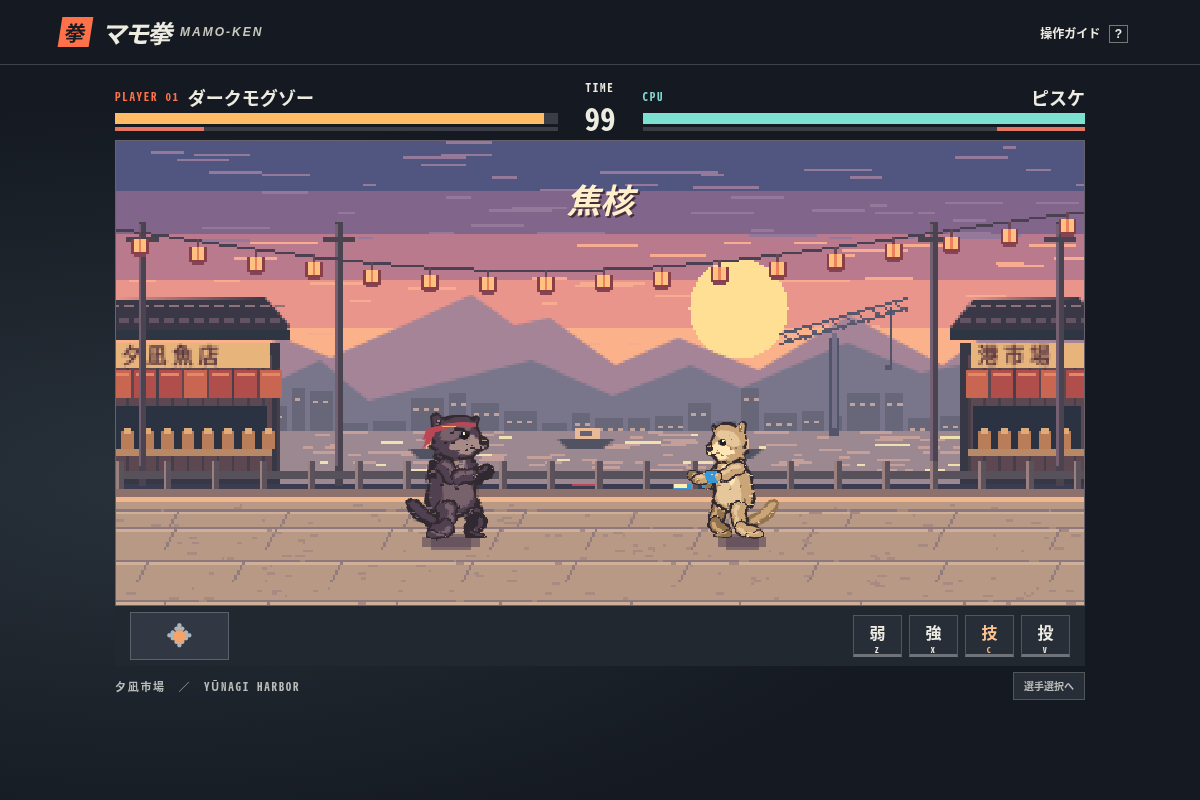 拳 マモ拳 MAMO-KEN
操作ガイド ?
PLAYER 01 ダークモグゾー
TIME
99
CPU
ピスケ
焦核
夕凪魚店
港市場
弱
Z
強
X
技
C
投
V
夕凪市場 ／ YŪNAGI HARBOR
選手選択へ